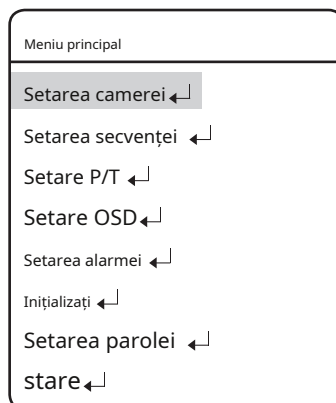 Meniu principal
Setarea camerei
Setarea secvenței
Setare P/T
Setare OSD
Setarea alarmei
Inițializați
Setarea parolei
stare